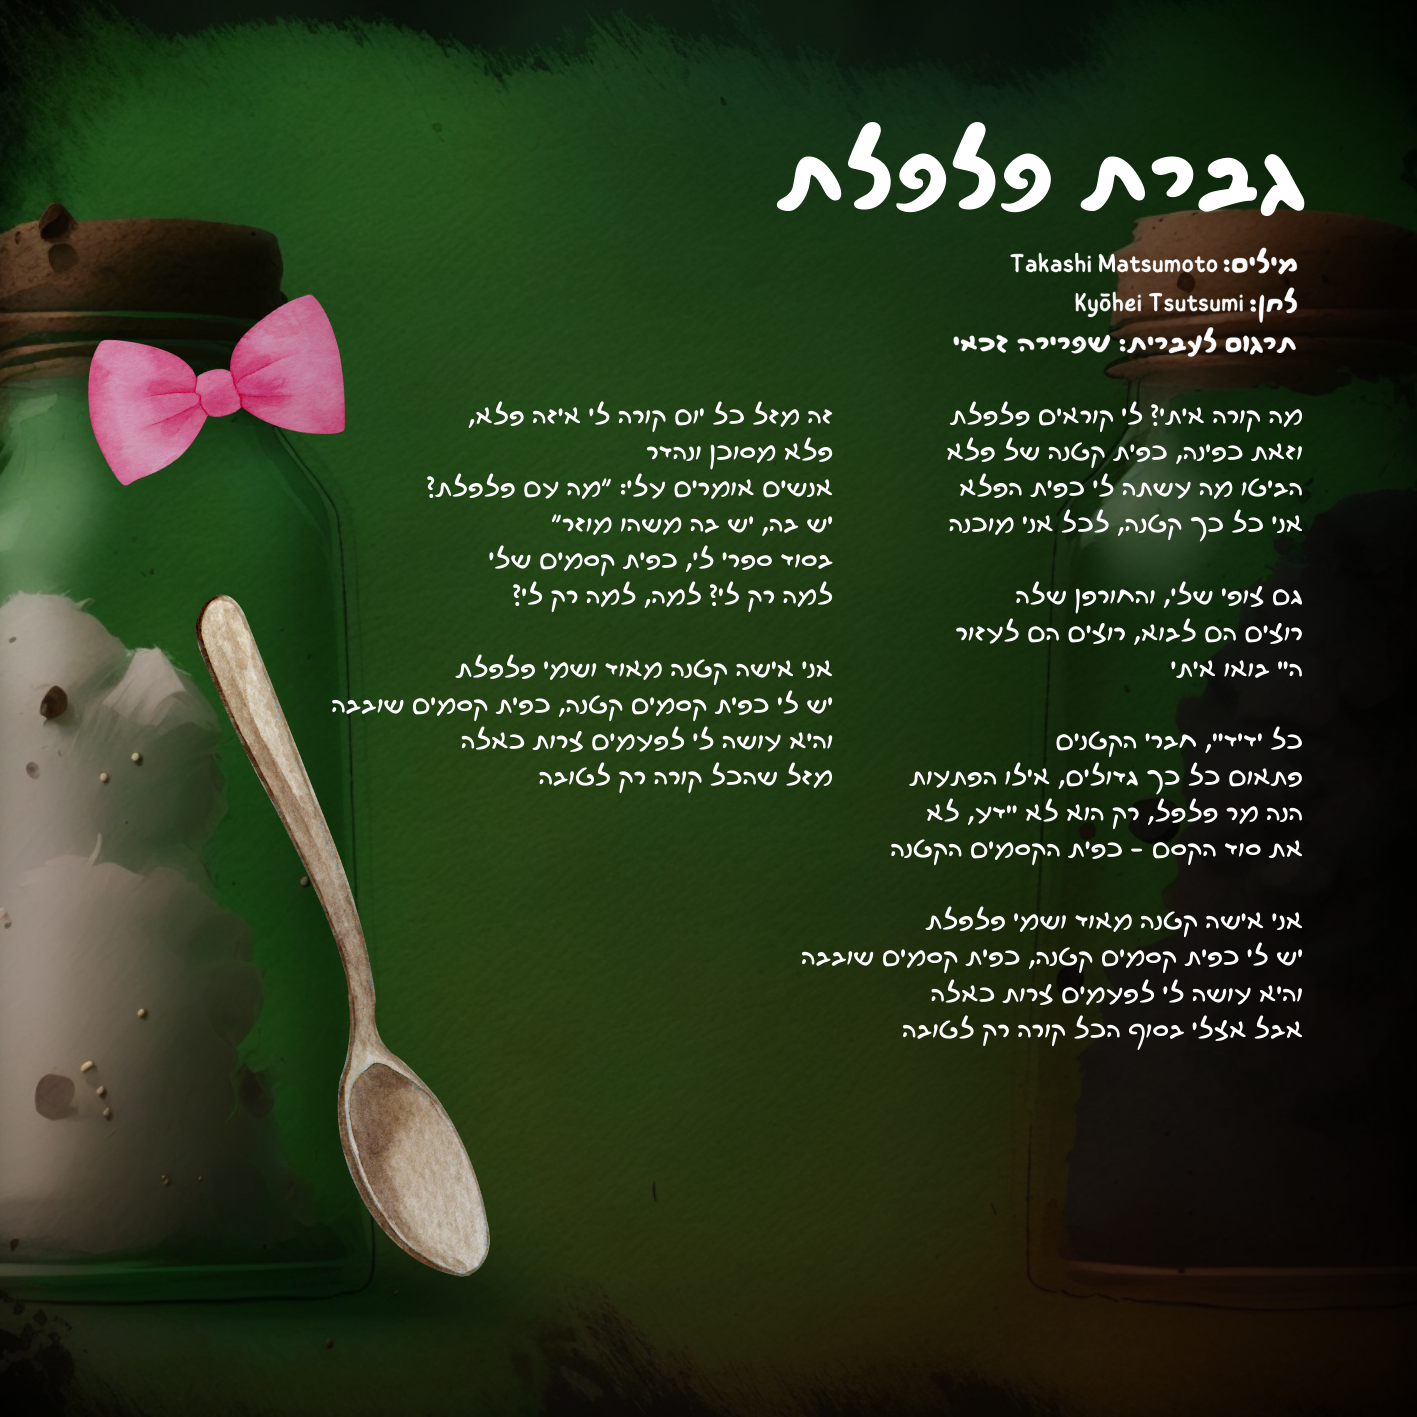 גברת פלפלת
מילים: Takashi Matsumoto
לחן: Kyōhei Tsutsumi
תרגום לעברית: שפרירה זכאי
מה קורה איתי? לי קוראים פלפלת
וזאת כפינה, כפית קטנה של פלא
הביטו מה עשתה לי כפית הפלא
אני כל כך קטנה, לכל אני מוכנה
גם צופי שלי, והחורפן שלה
רוצים הם לבוא, רוצים הם לעזור
היי בואו איתי
כל ידידיי, חברי הקטנים
פתאום כל כך גדולים, אילו הפתעות
הנה מר פלפל, רק הוא לא יידע, לא
את סוד הקסם - כפית הקסמים הקטנה
אני אישה קטנה מאוד ושמי פלפלת
יש לי כפית קסמים קטנה, כפית קסמים שובבה
והיא עושה לי לפעמים צרות כאלה
אבל אצלי בסוף הכל קורה רק לטובה
זה מזל כל יום קורה לי איזה פלא,
פלא מסוכן ונהדר
אנשים אומרים עלי: "מה עם פלפלת?
יש בה, יש בה משהו מוזר"
בסוד ספרי לי, כפית קסמים שלי
למה רק לי? למה, למה רק לי?
אני אישה קטנה מאוד ושמי פלפלת
יש לי כפית קסמים קטנה, כפית קסמים שובבה
והיא עושה לי לפעמים צרות כאלה
מזל שהכל קורה רק לטובה